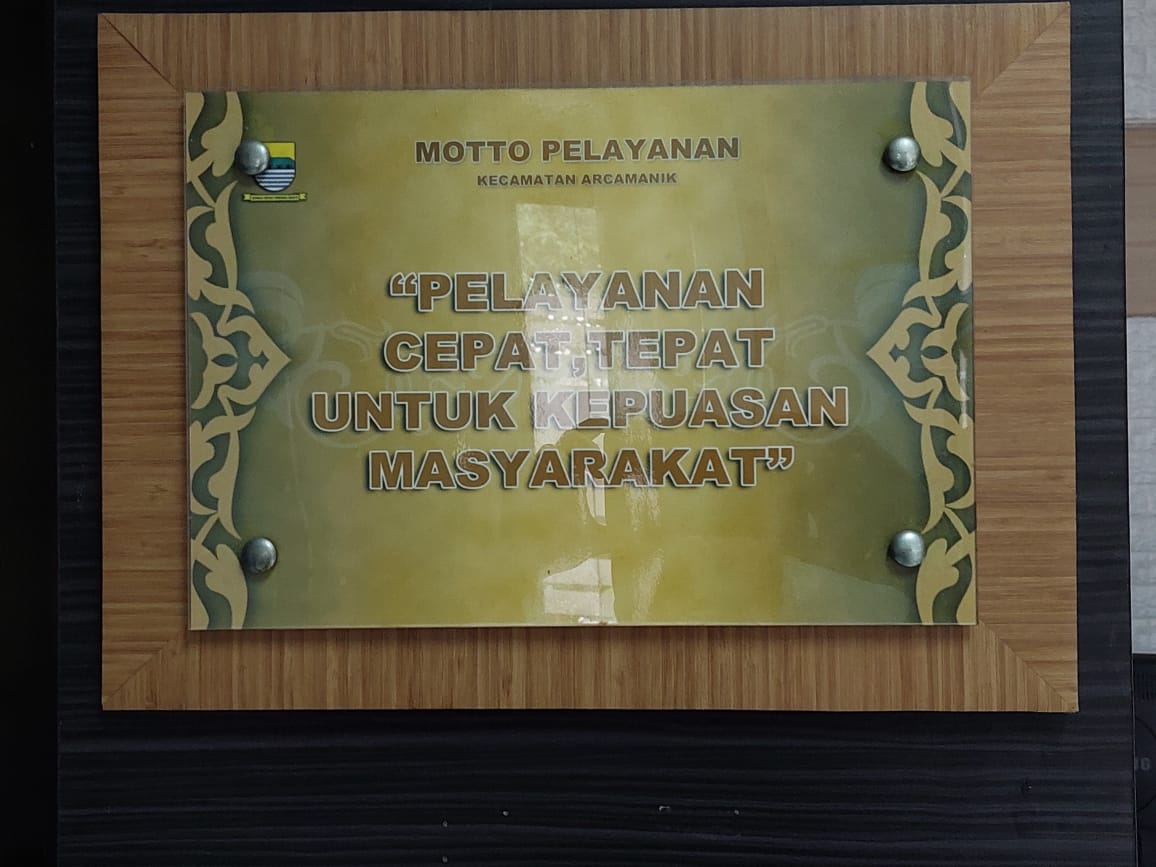 MOTTO PELAYANAN
KECAMATAN ARCAMANIK
“PELAYANAN
CEPAT,TEPAT
UNTUK KEPUASAN
MASYARAKAT”